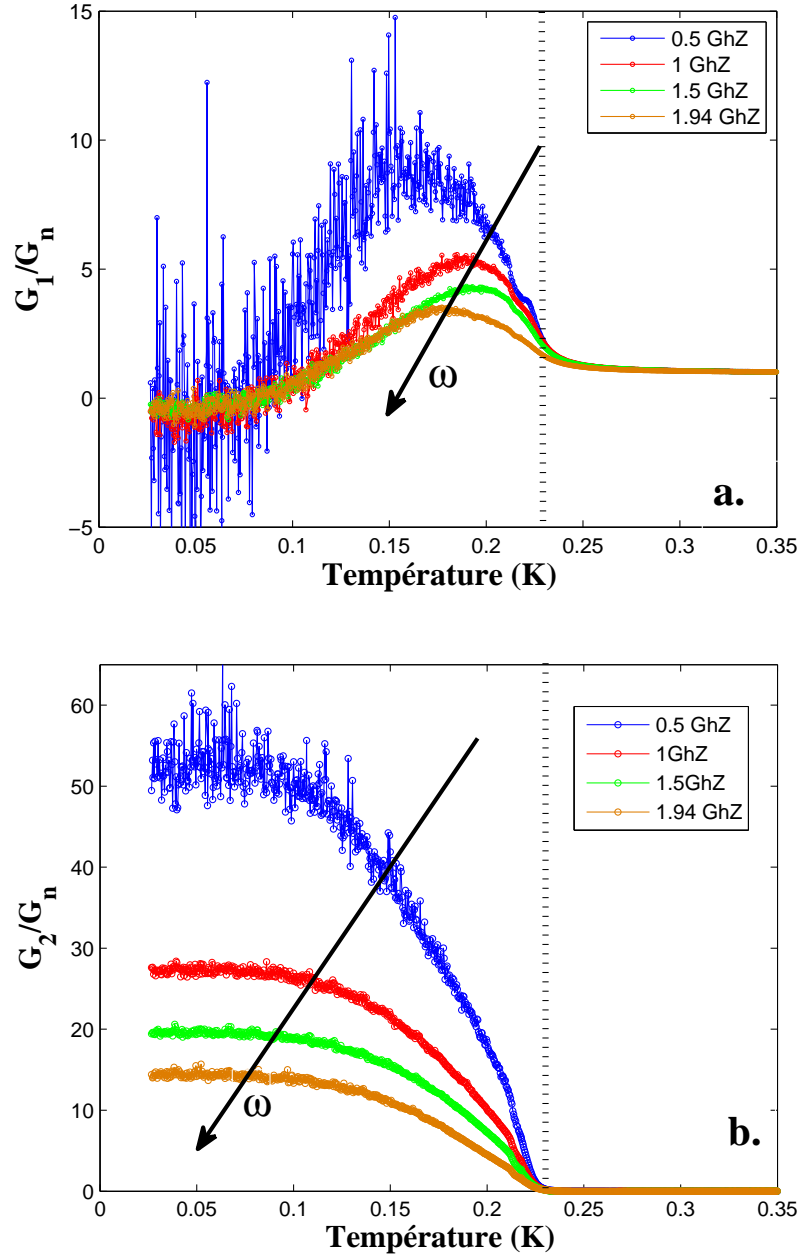 15
10
5
0
−5
G1/Gn
0.5 GhZ
1 GhZ
1.5 GhZ
1.94 GhZ
ω
a.
0 0.05 0.1 0.15 0.2 0.25 0.3 0.35
Température (K)
60
50
40
30
20
10
0
G2/Gn
0.5 GhZ
1GhZ
1.5GhZ
1.94 GhZ
ω
b.
0 0.05 0.1 0.15 0.2 0.25 0.3 0.35
Température (K)